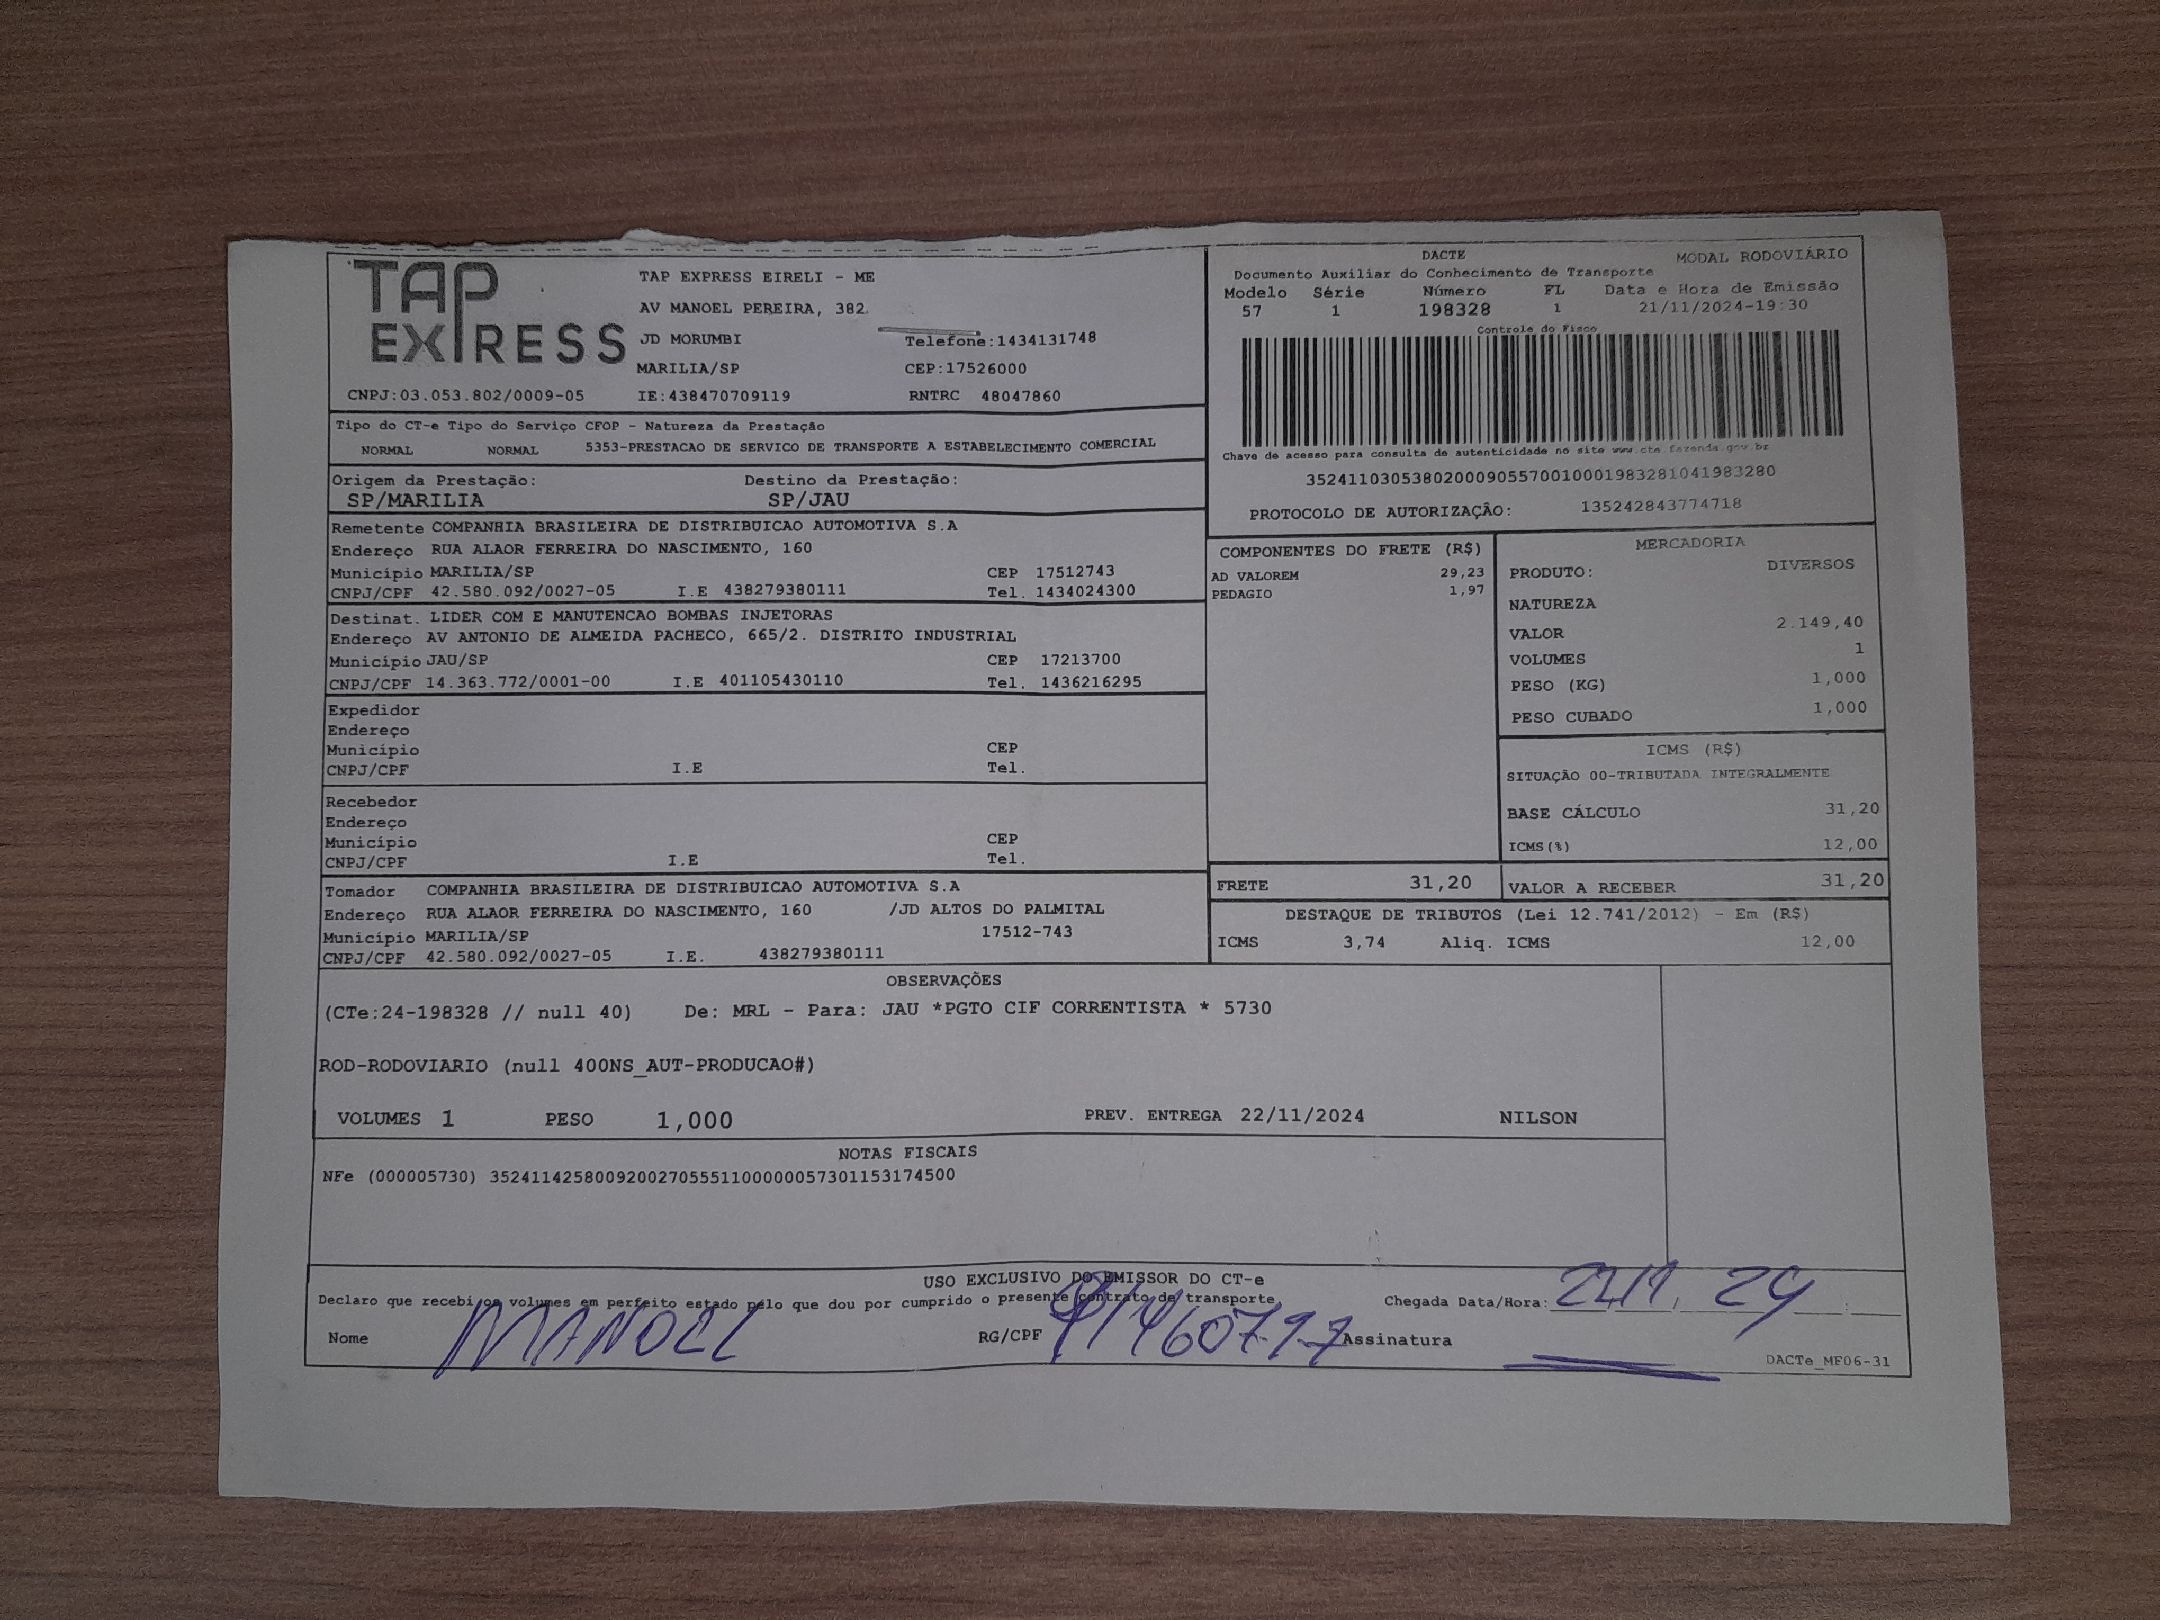 TAP EXPRESS
TAP EXPRESS EIRELI - ME
AV MANOEL PEREIRA, 382
JD MORUMBI Telefone:1434131748
MARILIA/SP CEP:17526000
CNPJ:03.053.802/0009-05 IE:438470709119 RNTRC 48047860
DACTE MODAL RODOVIÁRIO
Documento Auxiliar do Conhecimento de Transporte
Modelo Série Número FL Data e Hora de Emissão
57 1 198328 1 21/11/2024-19:30
Controle do Fisco
Chave de acesso para consulta de autenticidade no site www.cte.fazenda.gov.br
35241103053802000905570010001983281041983280
PROTOCOLO DE AUTORIZAÇÃO: 135242843774718
Tipo do CT-e Tipo do Serviço CFOP - Natureza da Prestação
NORMAL NORMAL 5353-PRESTACAO DE SERVICO DE TRANSPORTE A ESTABELECIMENTO COMERCIAL
Origem da Prestação: Destino da Prestação:
SP/MARILIA SP/JAU
Remetente COMPANHIA BRASILEIRA DE DISTRIBUICAO AUTOMOTIVA S.A
Endereço RUA ALAOR FERREIRA DO NASCIMENTO, 160
Município MARILIA/SP CEP 17512743
CNPJ/CPF 42.580.092/0027-05 I.E 438279380111 Tel. 1434024300
Destinat. LIDER COM E MANUTENCAO BOMBAS INJETORAS
Endereço AV ANTONIO DE ALMEIDA PACHECO, 665/2. DISTRITO INDUSTRIAL
Município JAU/SP CEP 17213700
CNPJ/CPF 14.363.772/0001-00 I.E 401105430110 Tel. 1436216295
Expedidor
Endereço
Município CEP
CNPJ/CPF I.E Tel.
Recebedor
Endereço
Município CEP
CNPJ/CPF I.E Tel.
Tomador COMPANHIA BRASILEIRA DE DISTRIBUICAO AUTOMOTIVA S.A
Endereço RUA ALAOR FERREIRA DO NASCIMENTO, 160 /JD ALTOS DO PALMITAL
Município MARILIA/SP 17512-743
CNPJ/CPF 42.580.092/0027-05 I.E. 438279380111
COMPONENTES DO FRETE (R$)
AD VALOREM 29,23
PEDAGIO 1,97
MERCADORIA
PRODUTO: DIVERSOS
NATUREZA
VALOR 2.149,40
VOLUMES 1
PESO (KG) 1,000
PESO CUBADO 1,000
ICMS (R$)
SITUAÇÃO 00-TRIBUTADA INTEGRALMENTE
BASE CÁLCULO 31,20
ICMS(%) 12,00
FRETE 31,20 VALOR A RECEBER 31,20
DESTAQUE DE TRIBUTOS (Lei 12.741/2012) - Em (R$)
ICMS 3,74 Aliq. ICMS 12,00
OBSERVAÇÕES
(CTe:24-198328 // null 40) De: MRL - Para: JAU *PGTO CIF CORRENTISTA * 5730
ROD-RODOVIARIO (null 400NS_AUT-PRODUCAO#)
VOLUMES 1 PESO 1,000 PREV. ENTREGA 22/11/2024 NILSON
NOTAS FISCAIS
NFe (000005730) 35241142580092002705551100000057301153174500
USO EXCLUSIVO DO EMISSOR DO CT-e
Declaro que recebi os volumes em perfeito estado pelo que dou por cumprido o presente contrato de transporte Chegada Data/Hora: 22/11/24
Nome MANOEL RG/CPF Assinatura
DACTe_MF06-31